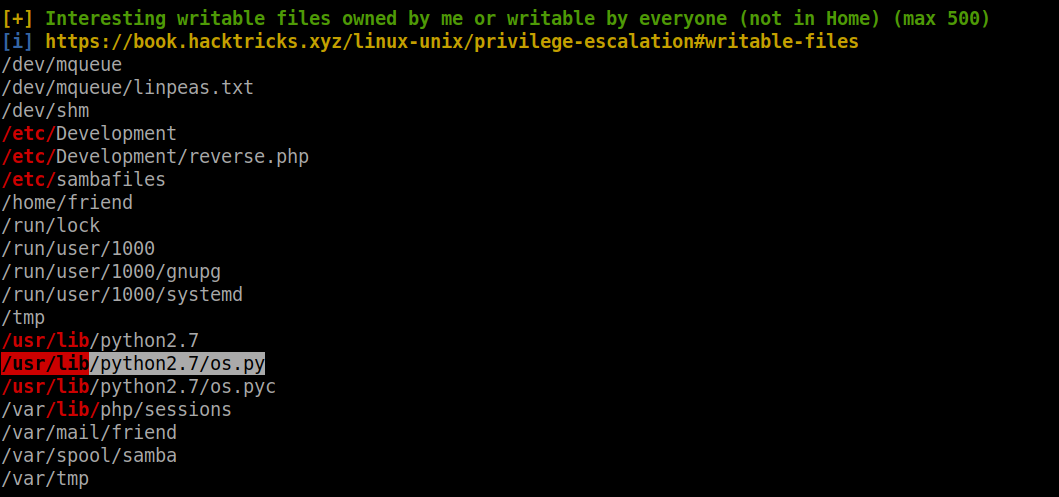 [+] Interesting writable files owned by me or writable by everyone (not in Home) (max 500)
[i] https://book.hacktricks.xyz/linux-unix/privilege-escalation#writable-files
/dev/mqueue
/dev/mqueue/linpeas.txt
/dev/shm
/etc/Development
/etc/Development/reverse.php
/etc/sambafiles
/home/friend
/run/lock
/run/user/1000
/run/user/1000/gnupg
/run/user/1000/systemd
/tmp
/usr/lib/python2.7
/usr/lib/python2.7/os.py
/usr/lib/python2.7/os.pyc
/var/lib/php/sessions
/var/mail/friend
/var/spool/samba
/var/tmp